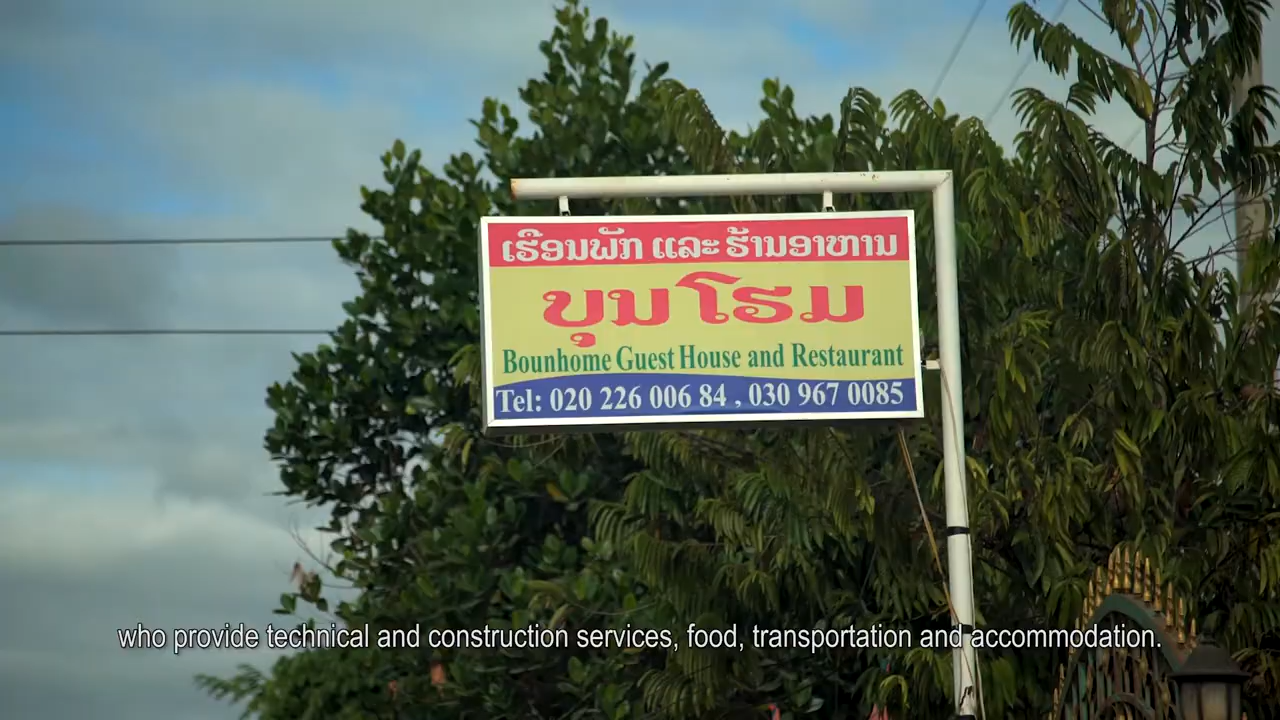 ເຮືອນພັກ ແລະ ຮ້ານອາຫານ
ບຸນໂຮມ
Bounhome Guest House and Restaurant
Tel: 020 226 006 84 , 030 967 0085
who provide technical and construction services, food, transportation and accommodation.